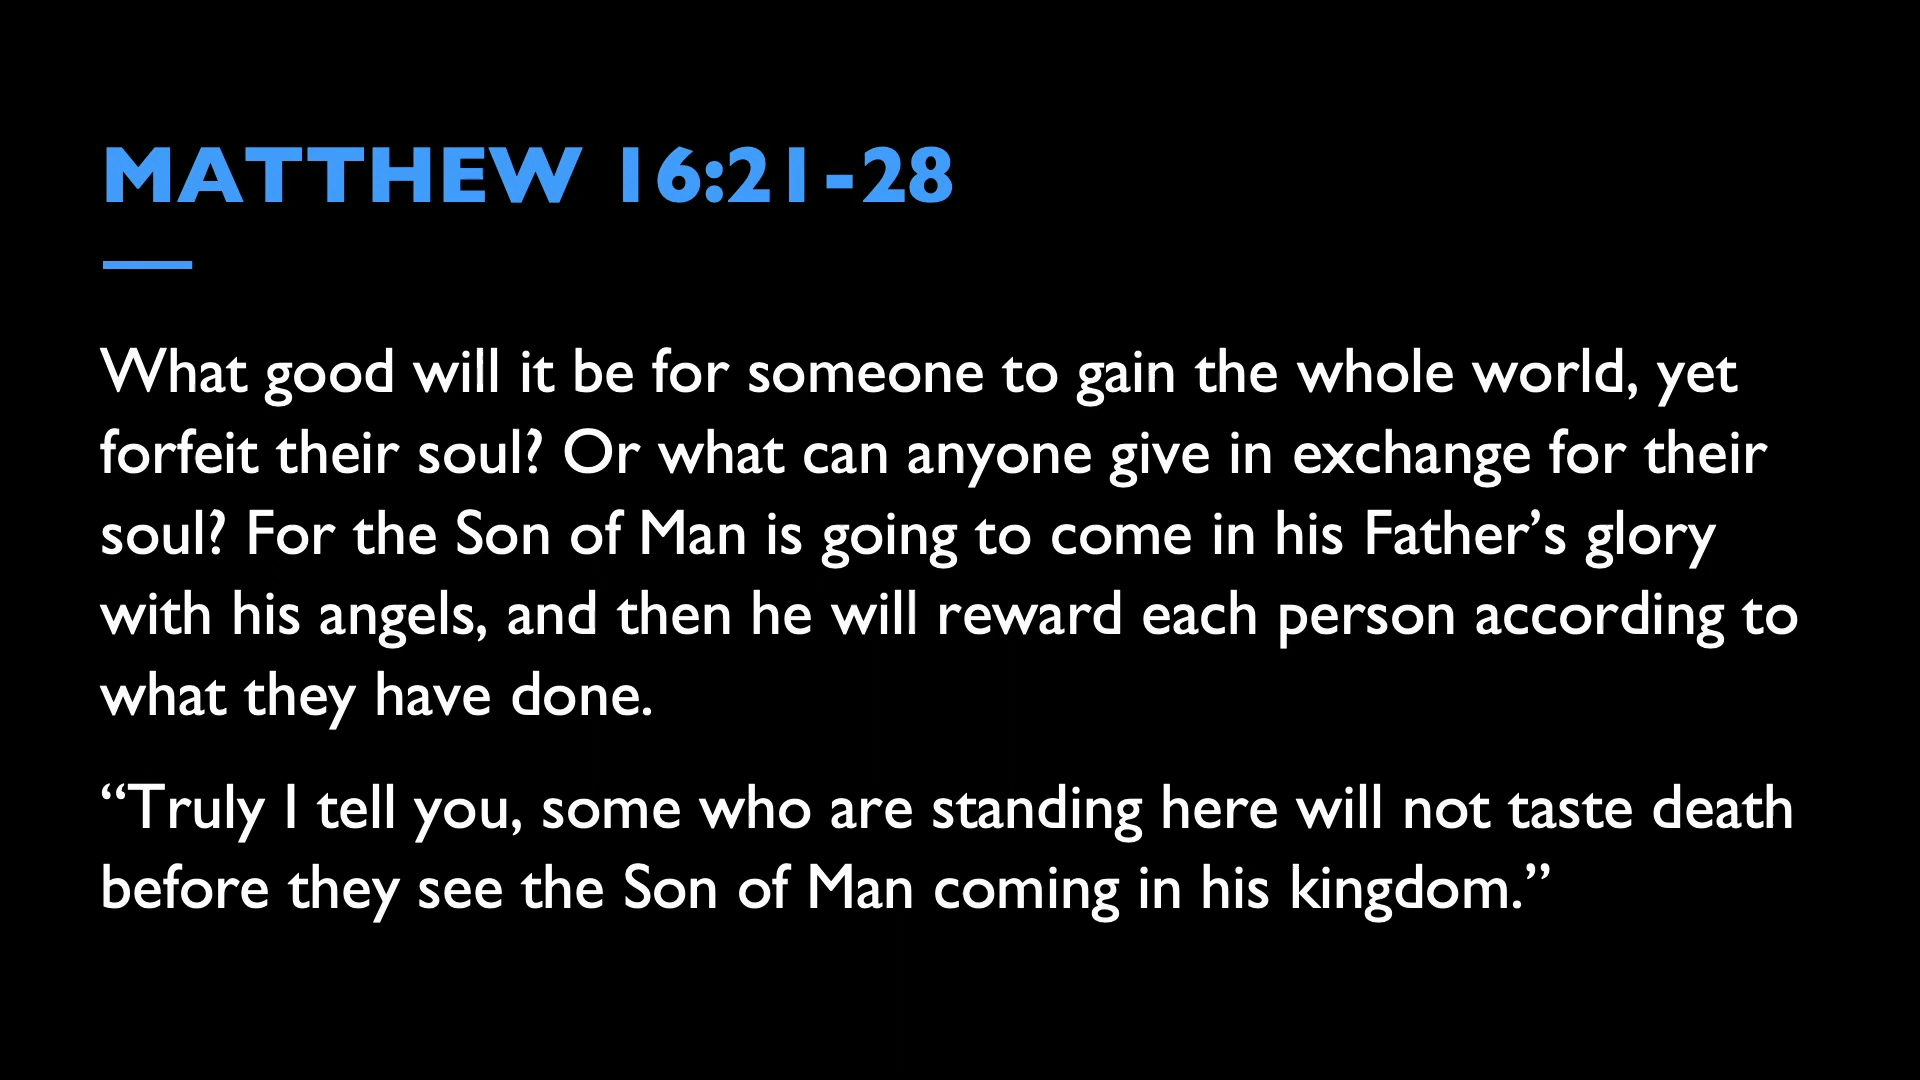 MATTHEW 16:21-28
What good will it be for someone to gain the whole world, yet
forfeit their soul? Or what can anyone give in exchange for their
soul? For the Son of Man is going to come in his Father’s glory
with his angels, and then he will reward each person according to
what they have done.
“Truly I tell you, some who are standing here will not taste death
before they see the Son of Man coming in his kingdom.”